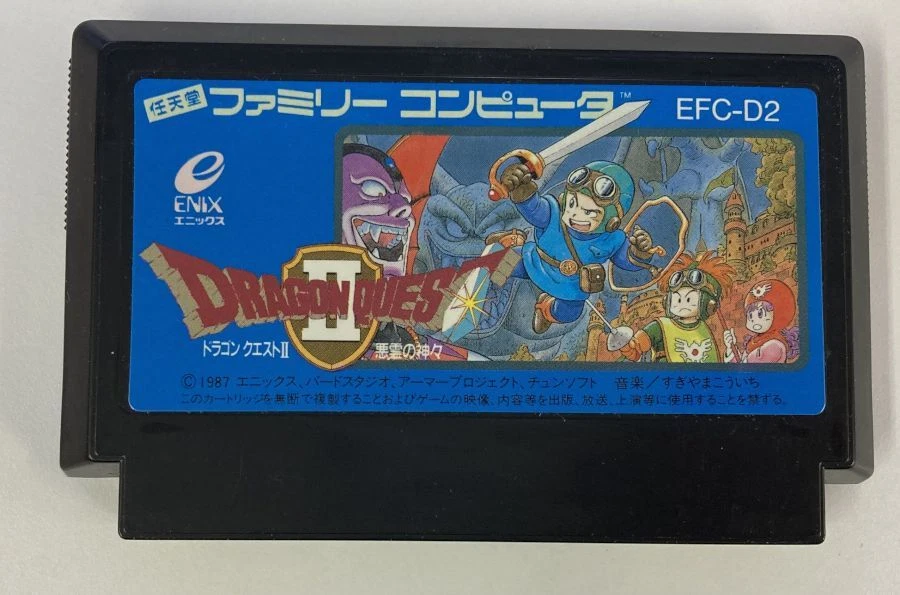 任天堂 ファミリー コンピュータ™ EFC-D2
ENIX
エニックス
DRAGON QUEST
II
ドラゴン クエストII 悪霊の神々
©1987 エニックス、バードスタジオ、アーマープロジェクト、チュンソフト 音楽/すぎやまこういち
このカートリッジを無断で複製することおよびゲームの映像、内容等を出版、放送、上演等に使用することを禁ずる。